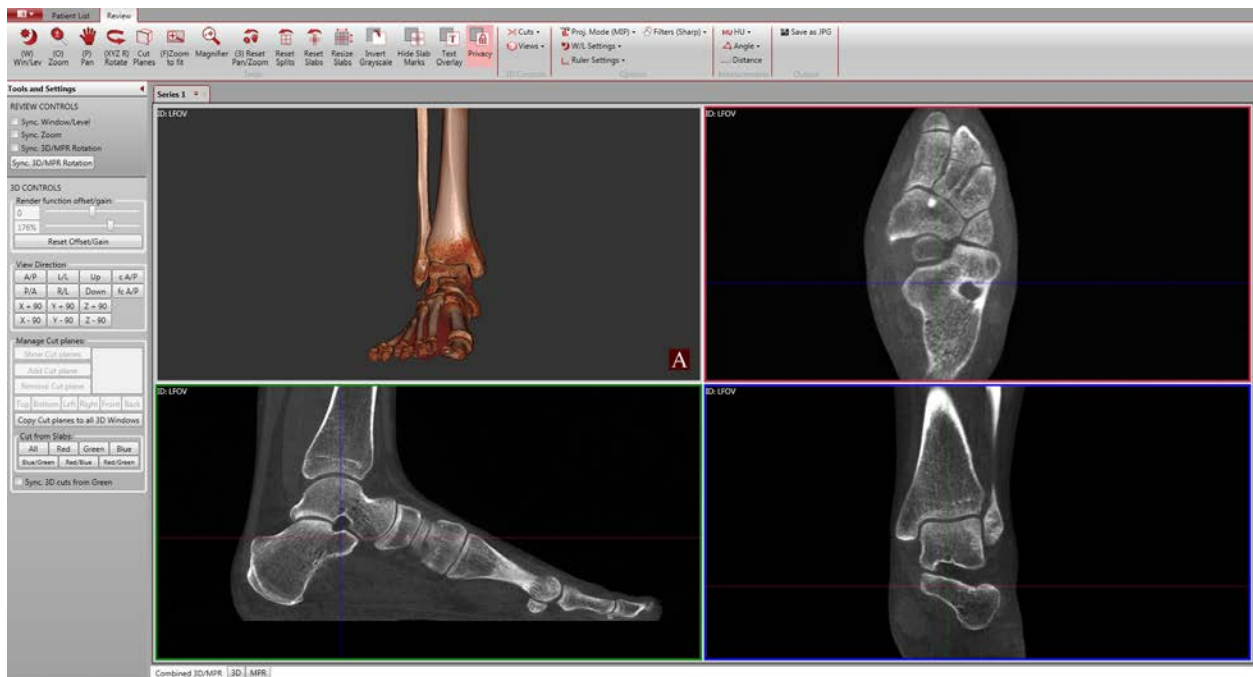 Patient List Review
(W) Win/Lev
(O) Zoom
(P) Pan
(XYZ R) Rotate
Cut Planes
(F)Zoom to fit
Magnifier
(3) Reset Pan/Zoom
Reset Splits
Reset Slabs
Resize Slabs
Invert Grayscale
Hide Slab Marks
Text Overlay
Privacy
Cuts
Views
3D Controls
Proj. Mode (MIP)
Filters (Sharp)
W/L Settings
Ruler Settings
Options
HU HU
Angle
Distance
Measurements
Save as JPG
Output
Tools
Tools and Settings
REVIEW CONTROLS
Sync. Window/Level
Sync. Zoom
Sync. 3D/MPR Rotation
Sync. 3D/MPR Rotation
3D CONTROLS
Render function offset/gain:
0
176%
Reset Offset/Gain
View Direction
A/P L/L Up c A/P
P/A R/L Down fc A/P
X + 90 Y + 90 Z + 90
X - 90 Y - 90 Z - 90
Manage Cut planes:
Show Cut planes
Add Cut plane
Remove Cut plane
Top Bottom Left Right Front Back
Copy Cut planes to all 3D Windows
Cut from Slabs:
All Red Green Blue
Blue/Green Red/Blue Red/Green
Sync. 3D cuts from Green
Series 1
ID: LFOV
A
ID: LFOV
ID: LFOV
ID: LFOV
Combined 3D/MPR 3D MPR